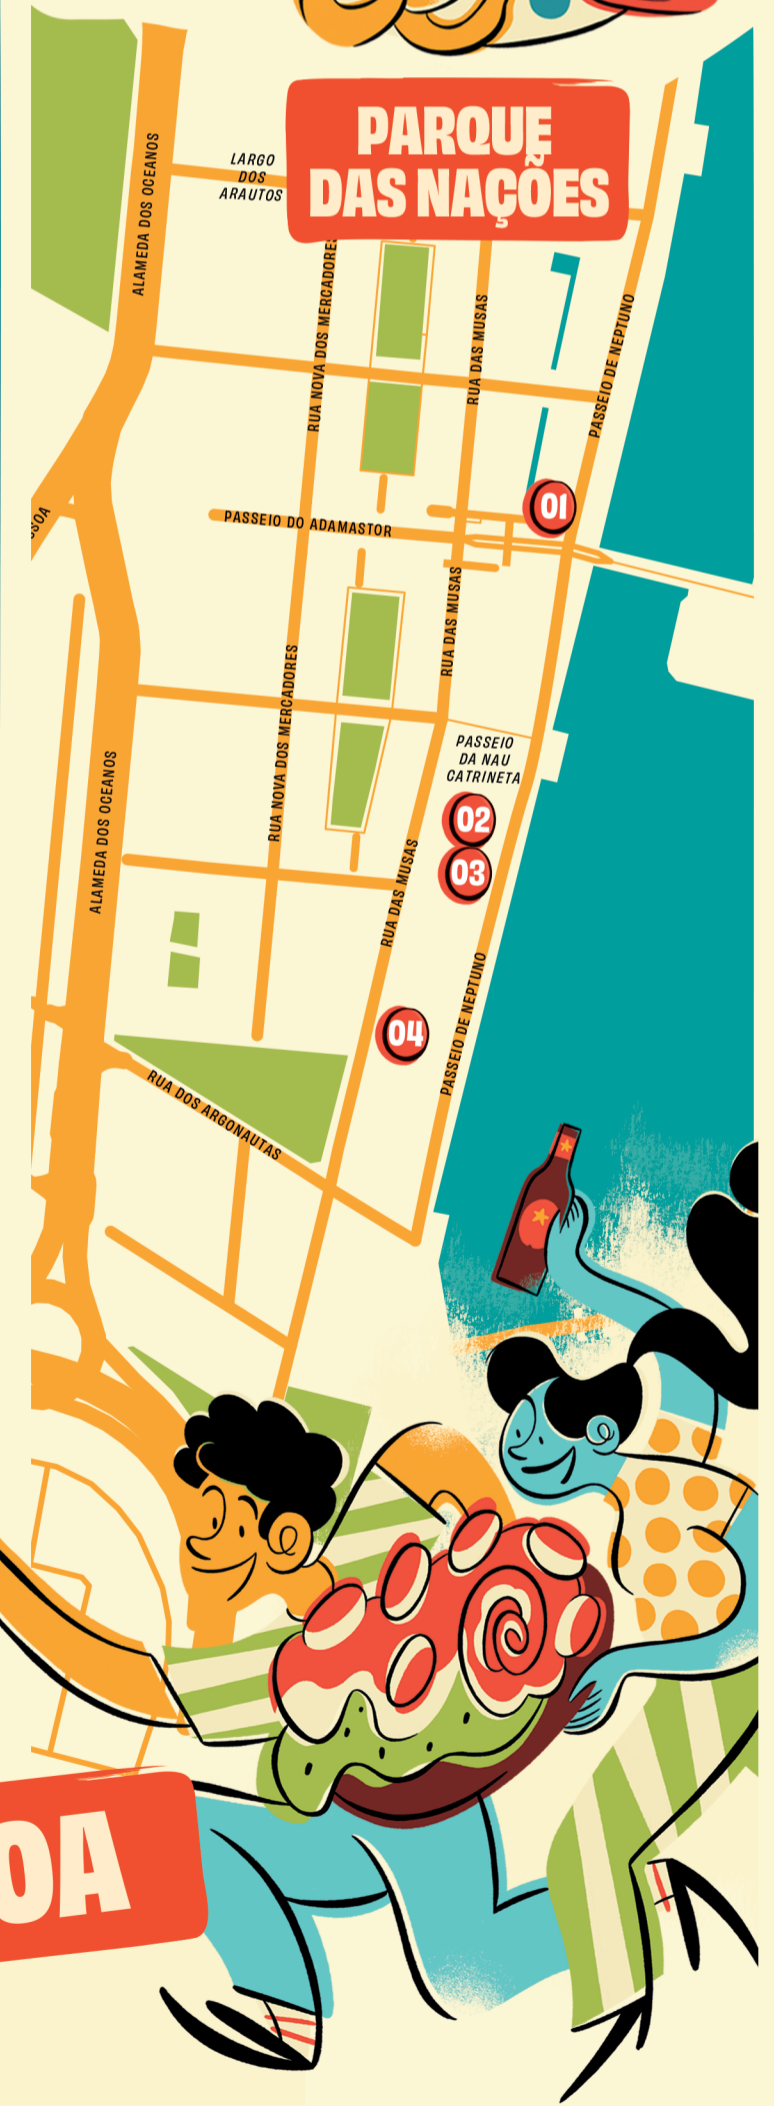 PARQUE
DAS NAÇÕES
ALAMEDA DOS OCEANOS
LARGO
DOS
ARAUTOS
RUA NOVA DOS MERCADORES
RUA DAS MUSAS
PASSEIO DE NEPTUNO
01
SOA
PASSEIO DO ADAMASTOR
RUA DAS MUSAS
RUA NOVA DOS MERCADORES
PASSEIO
DA NAU
CATRINETA
ALAMEDA DOS OCEANOS
02
03
RUA DAS MUSAS
PASSEIO DE NEPTUNO
04
RUA DOS ARGONAUTAS
OA